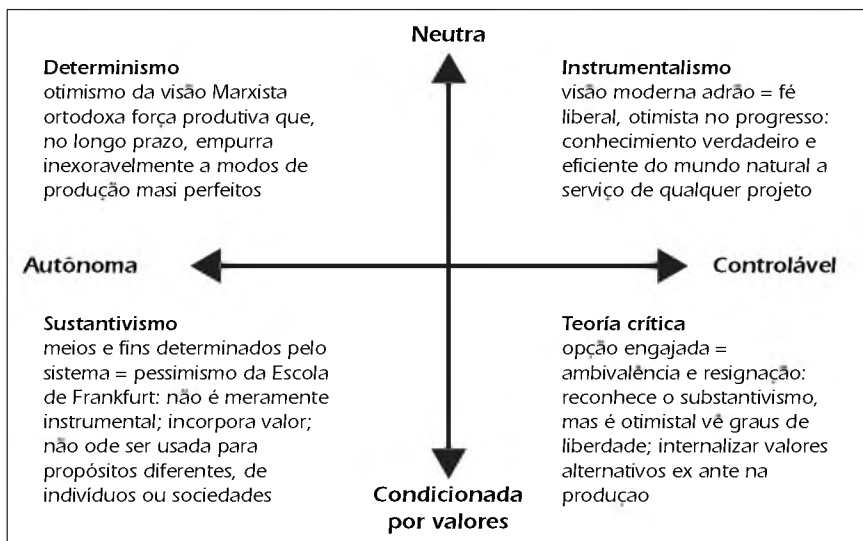 Neutra
Determinismo
otimismo da visão Marxista
ortodoxa força produtiva que,
no longo prazo, empurra
inexoravelmente a modos de
produção masi perfeitos
Instrumentalismo
visão moderna adrão = fé
liberal, otimista no progresso:
conhecimento verdadeiro e
eficiente do mundo natural a
serviço de qualquer projeto
Autônoma
Controlável
Sustantivismo
meios e fins determinados pelo
sistema = pessimismo da Escola
de Frankfurt: não é meramente
instrumental; incorpora valor;
não ode ser usada para
propósitos diferentes, de
indivíduos ou sociedades
Teoría crítica
opção engajada =
ambivalência e resignação:
reconhece o substantivismo,
mas é otimistal vê graus de
liberdade; internalizar valores
alternativos ex ante na
produçao
Condicionada
por valores